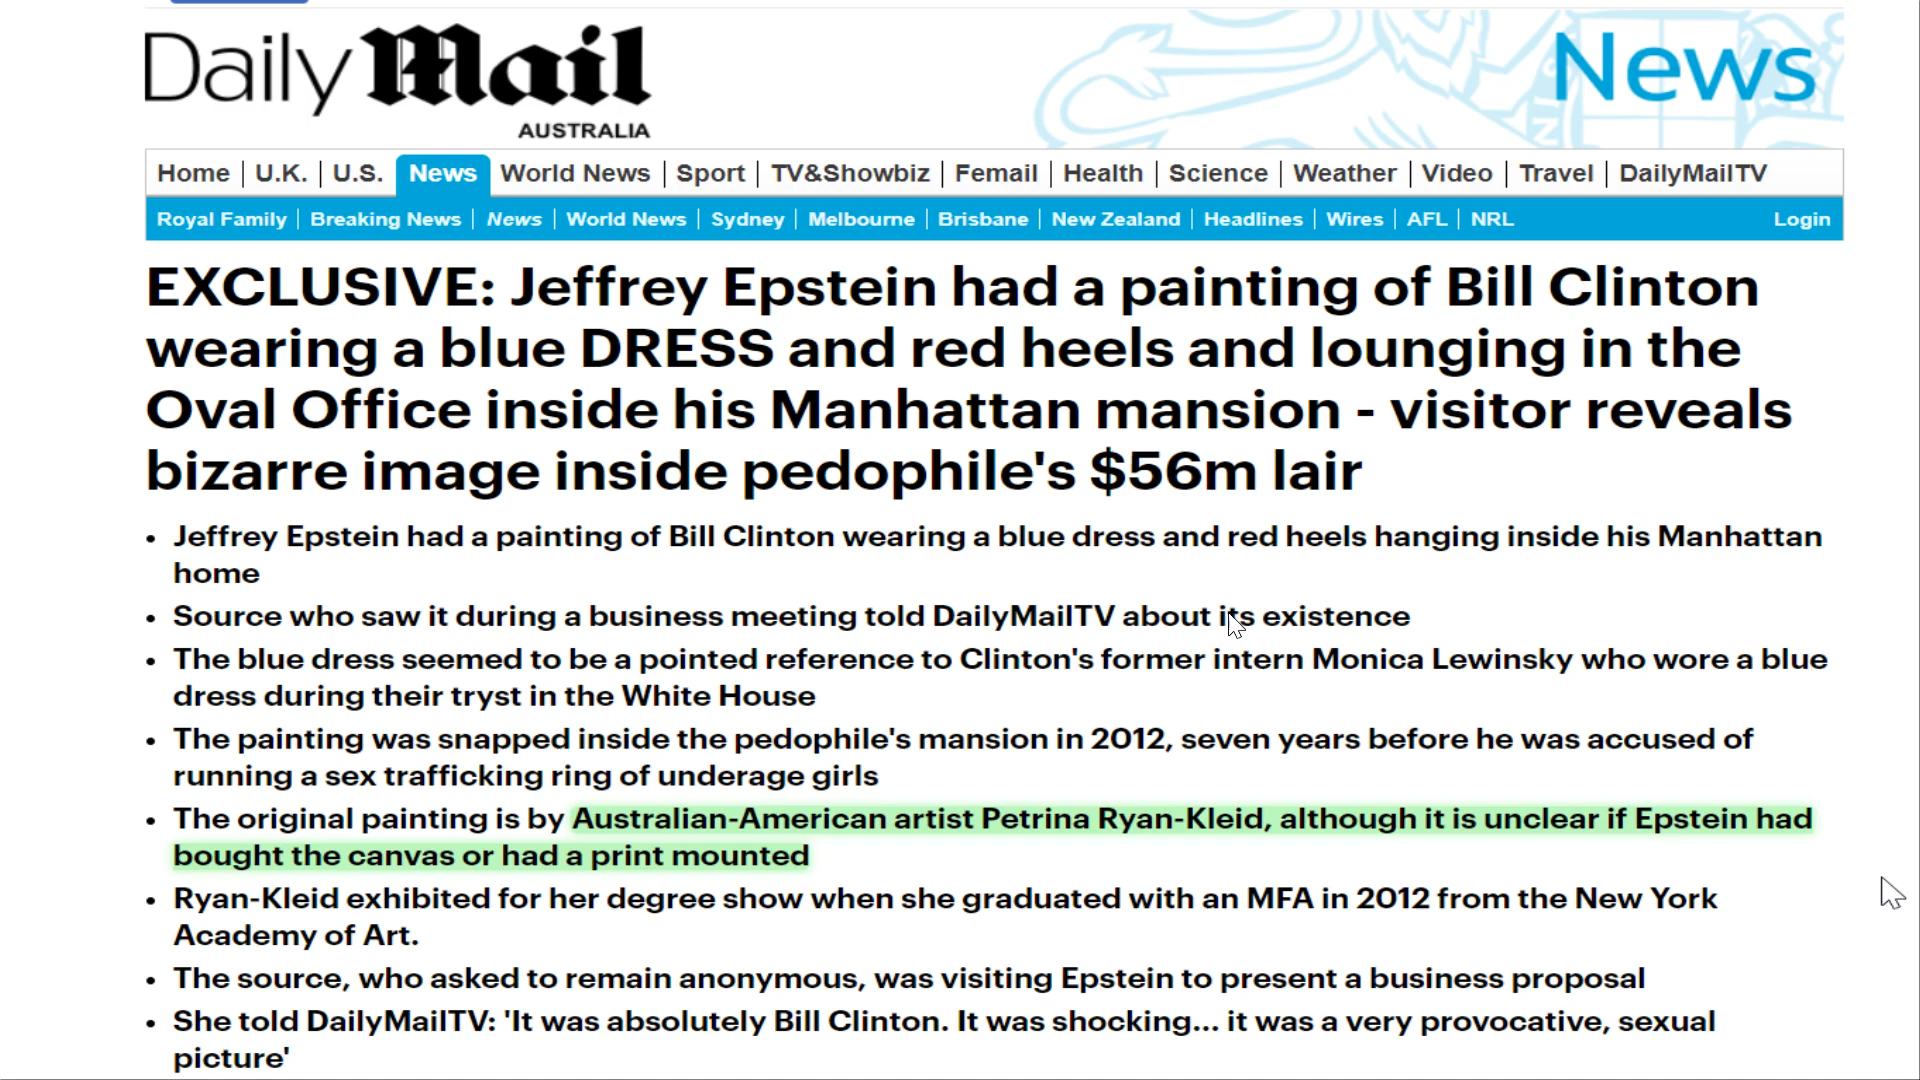 Daily Mail
AUSTRALIA
News
Home | U.K. | U.S. News World News | Sport | TV&Showbiz | Femail | Health | Science | Weather | Video | Travel | DailyMailTV
Royal Family | Breaking News | News | World News | Sydney | Melbourne | Brisbane | New Zealand | Headlines | Wires | AFL | NRL Login
EXCLUSIVE: Jeffrey Epstein had a painting of Bill Clinton
wearing a blue DRESS and red heels and lounging in the
Oval Office inside his Manhattan mansion - visitor reveals
bizarre image inside pedophile's $56m lair
• Jeffrey Epstein had a painting of Bill Clinton wearing a blue dress and red heels hanging inside his Manhattan
home
• Source who saw it during a business meeting told DailyMailTV about its existence
• The blue dress seemed to be a pointed reference to Clinton's former intern Monica Lewinsky who wore a blue
dress during their tryst in the White House
• The painting was snapped inside the pedophile's mansion in 2012, seven years before he was accused of
running a sex trafficking ring of underage girls
• The original painting is by Australian-American artist Petrina Ryan-Kleid, although it is unclear if Epstein had
bought the canvas or had a print mounted
• Ryan-Kleid exhibited for her degree show when she graduated with an MFA in 2012 from the New York
Academy of Art.
• The source, who asked to remain anonymous, was visiting Epstein to present a business proposal
• She told DailyMailTV: 'It was absolutely Bill Clinton. It was shocking... it was a very provocative, sexual
picture'